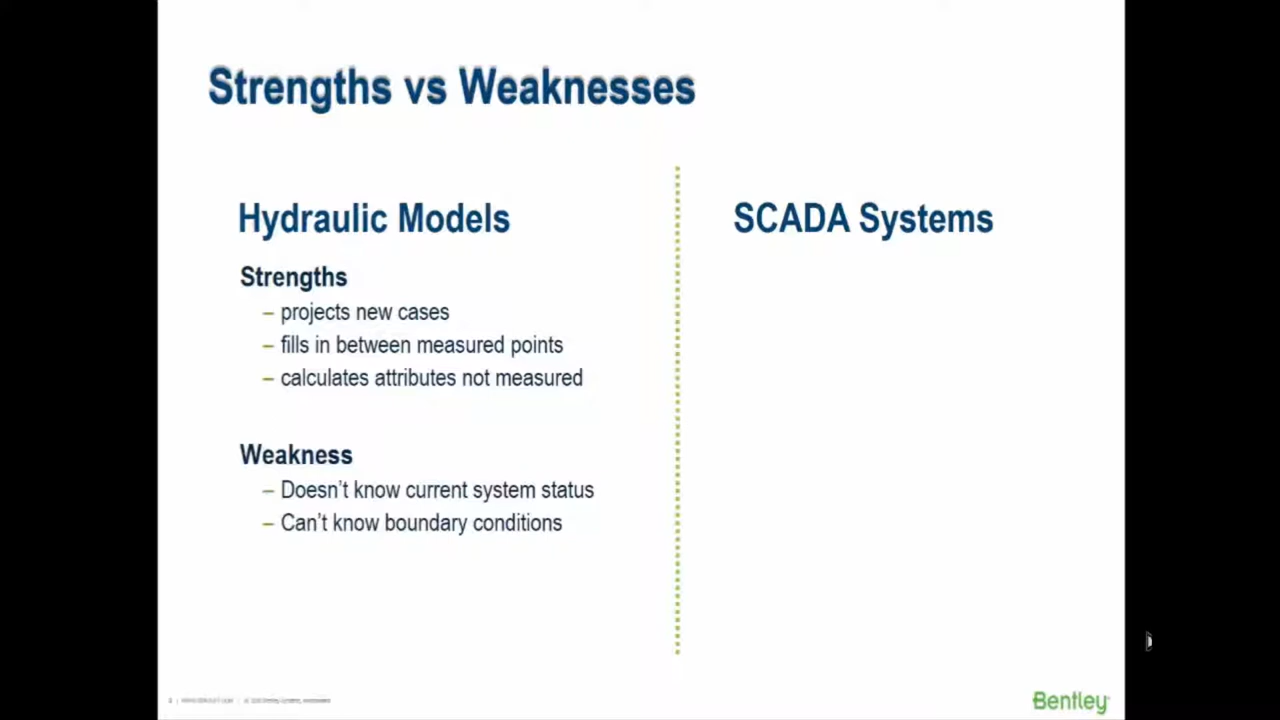 Strengths vs Weaknesses
Hydraulic Models
Strengths
– projects new cases
– fills in between measured points
– calculates attributes not measured
Weakness
– Doesn't know current system status
– Can't know boundary conditions
SCADA Systems
Bentley